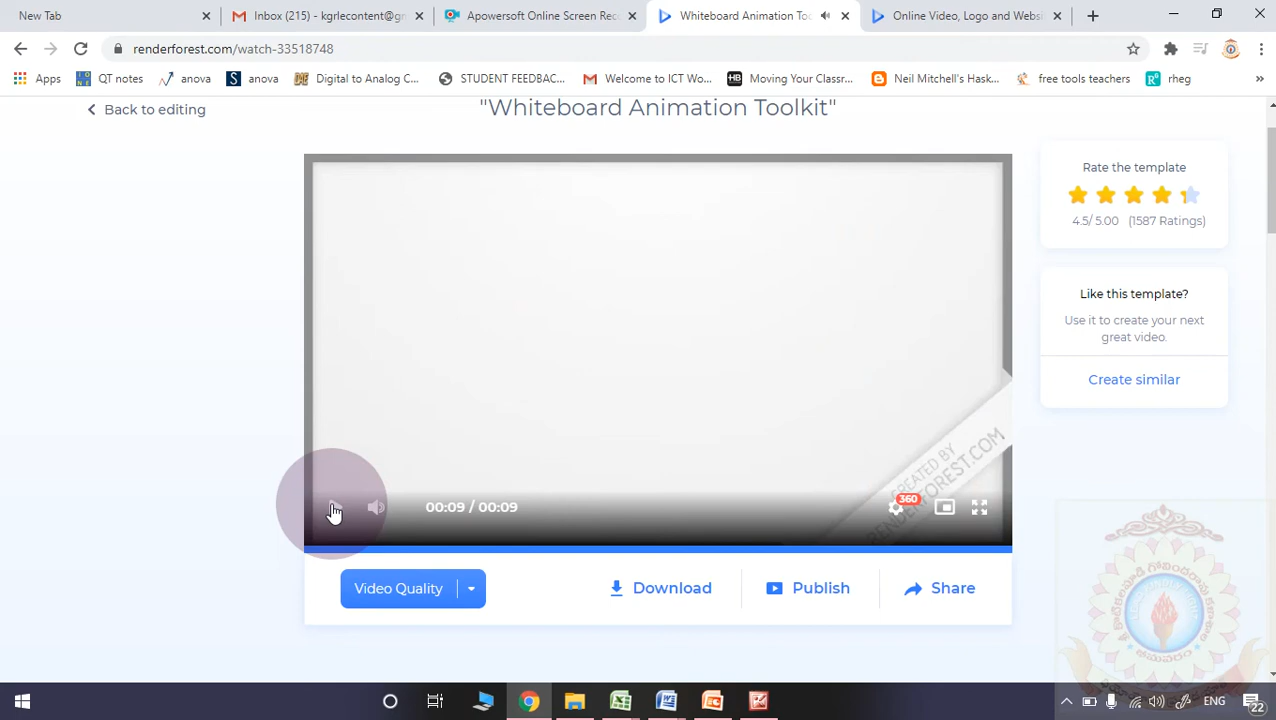 New Tab
Inbox (215) - kgrlecontent@gr
Apowersoft Online Screen Rec
Whiteboard Animation Too
Online Video, Logo and Websi
renderforest.com/watch-33518748
Apps
QT notes
anova
anova
Digital to Analog C...
STUDENT FEEDBAC...
Welcome to ICT Wo...
HB
Moving Your Classr...
Neil Mitchell's Hask...
free tools teachers
rheg
»
Back to editing
"Whiteboard Animation Toolkit"
Rate the template
4.5/ 5.00 (1587 Ratings)
Like this template?
Use it to create your next
great video.
Create similar
CREATED BY
RENDERFOREST.COM
00:09 / 00:09
360
Video Quality
Download
Publish
Share
ENG
22